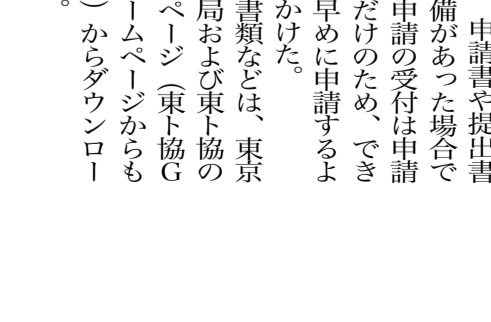 申請書や提出書
備があった場合で
申請の受付は申請
だけのため、でき
早めに申請するよ
かけた。
書類などは、東京
局および東ト協の
ページ（東ト協G
ームページからも
）からダウンロー
。